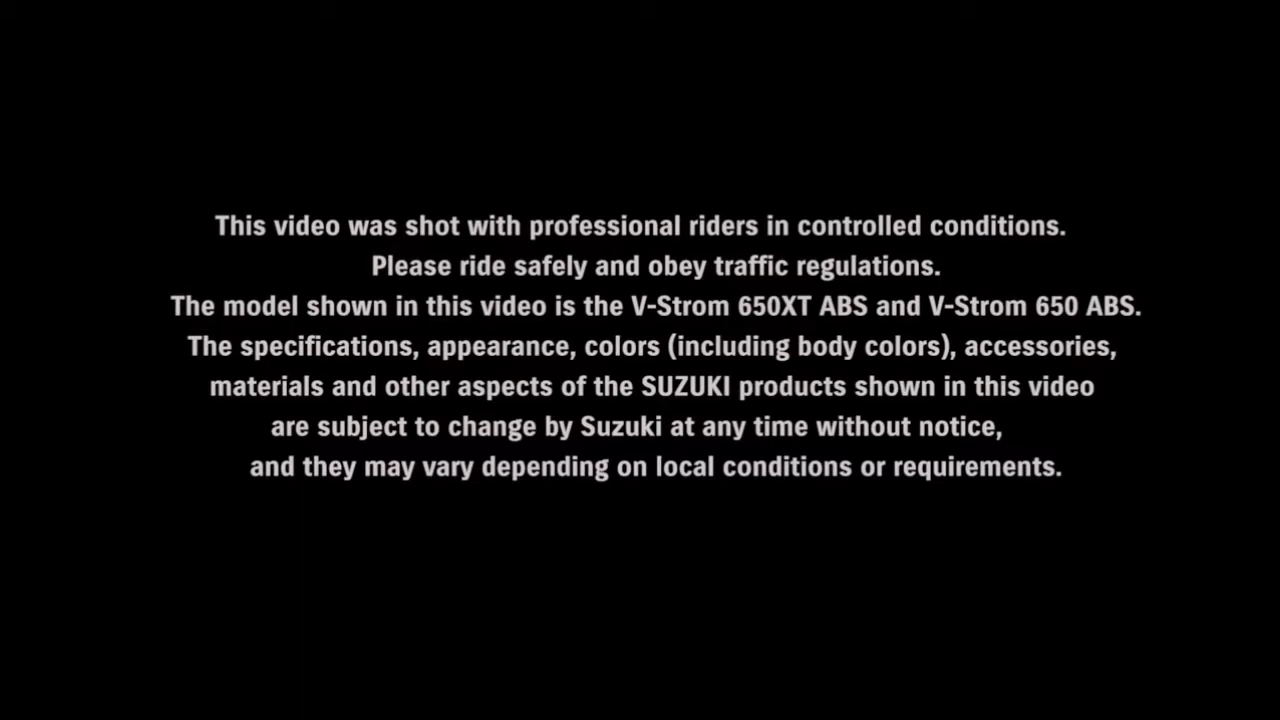 This video was shot with professional riders in controlled conditions.
Please ride safely and obey traffic regulations.
The model shown in this video is the V-Strom 650XT ABS and V-Strom 650 ABS.
The specifications, appearance, colors (including body colors), accessories,
materials and other aspects of the SUZUKI products shown in this video
are subject to change by Suzuki at any time without notice,
and they may vary depending on local conditions or requirements.